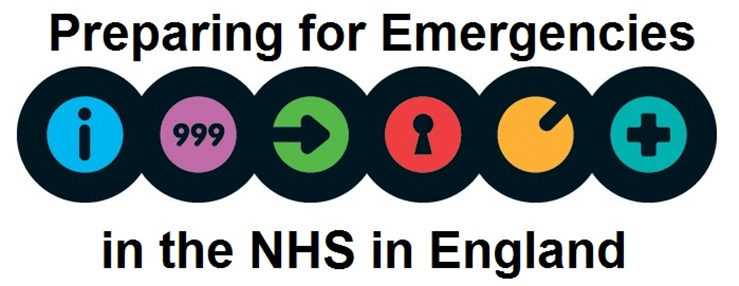 Preparing for Emergencies
i 999
in the NHS in England